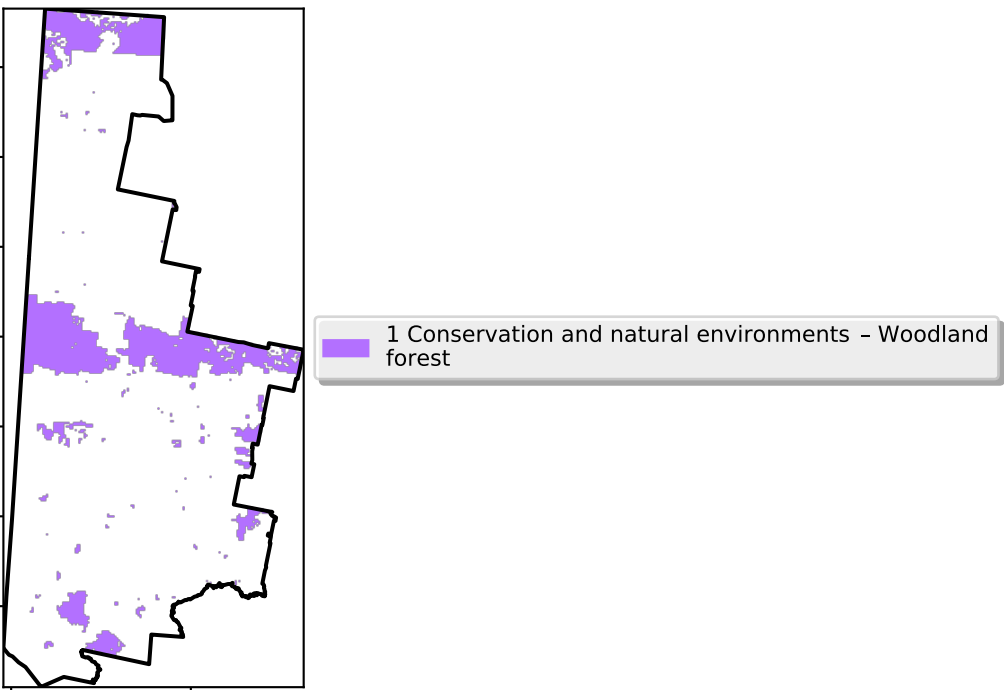 1 Conservation and natural environments – Woodland
forest